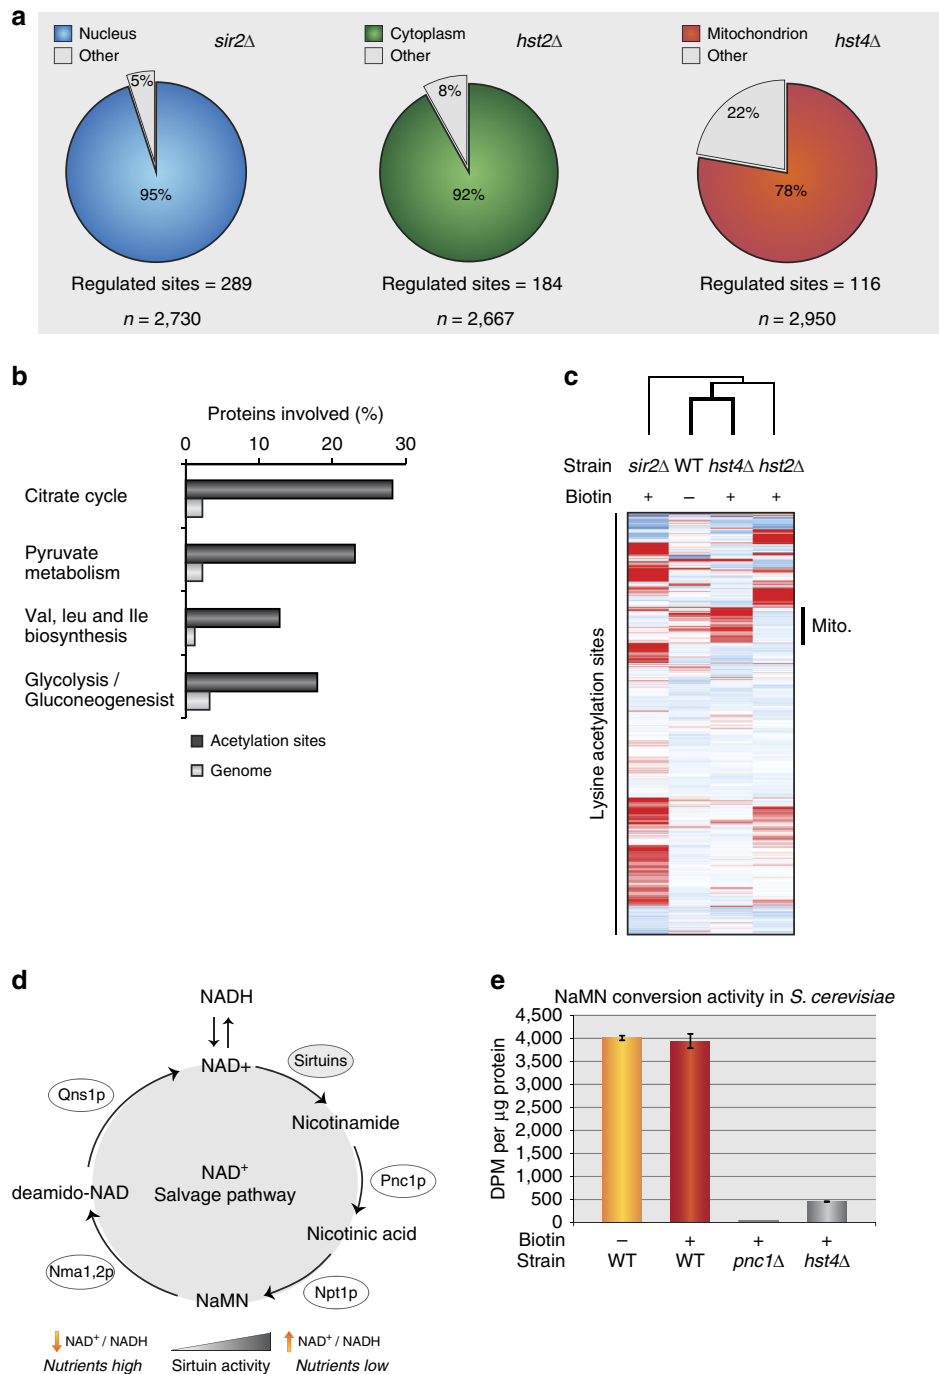 a
Nucleus
Other
sir2Δ
5%
95%
Regulated sites = 289
n = 2,730
Cytoplasm
Other
hst2Δ
8%
92%
Regulated sites = 184
n = 2,667
Mitochondrion
Other
hst4Δ
22%
78%
Regulated sites = 116
n = 2,950
b
Proteins involved (%)
0 10 20 30
Citrate cycle
Pyruvate
metabolism
Val, leu and Ile
biosynthesis
Glycolysis /
Gluconeogenesist
Acetylation sites
Genome
c
Strain sir2Δ WT hst4Δ hst2Δ
Biotin + – + +
Lysine acetylation sites
Mito.
d
NADH
NAD+
Sirtuins
Nicotinamide
Pnc1p
Nicotinic acid
Npt1p
NaMN
Nma1,2p
deamido-NAD
Qns1p
NAD⁺
Salvage pathway
NAD⁺ / NADH
Nutrients high
Sirtuin activity
NAD⁺ / NADH
Nutrients low
e
NaMN conversion activity in S. cerevisiae
DPM per µg protein
4,500
4,000
3,500
3,000
2,500
2,000
1,500
1,000
500
0
Biotin – + + +
Strain WT WT pnc1Δ hst4Δ